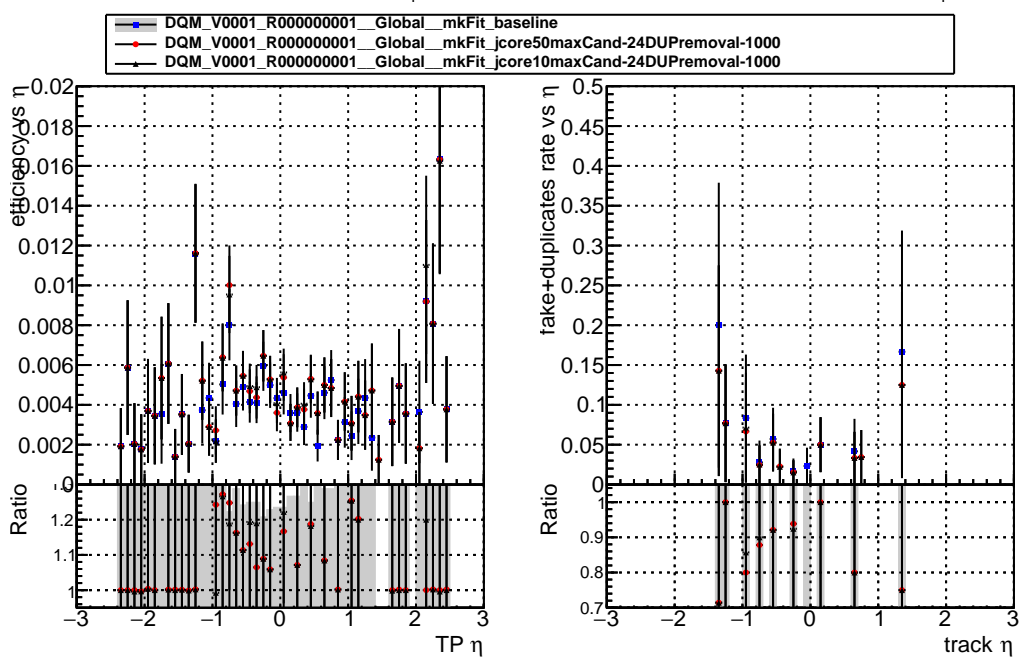 DQM_V0001_R000000001__Global__mkFit_baseline
DQM_V0001_R000000001__Global__mkFit_jcore50maxCand-24DUPremoval-1000
DQM_V0001_R000000001__Global__mkFit_jcore10maxCand-24DUPremoval-1000
efficiency vs η
0.02
0.018
0.016
0.014
0.012
0.01
0.008
0.006
0.004
0.002
0
Ratio
1.2
1.1
1
−3 −2 −1 0 1 2 3
TP η
fake+duplicates rate vs η
0.5
0.45
0.4
0.35
0.3
0.25
0.2
0.15
0.1
0.05
0
Ratio
1
0.9
0.8
0.7
−3 −2 −1 0 1 2 3
track η